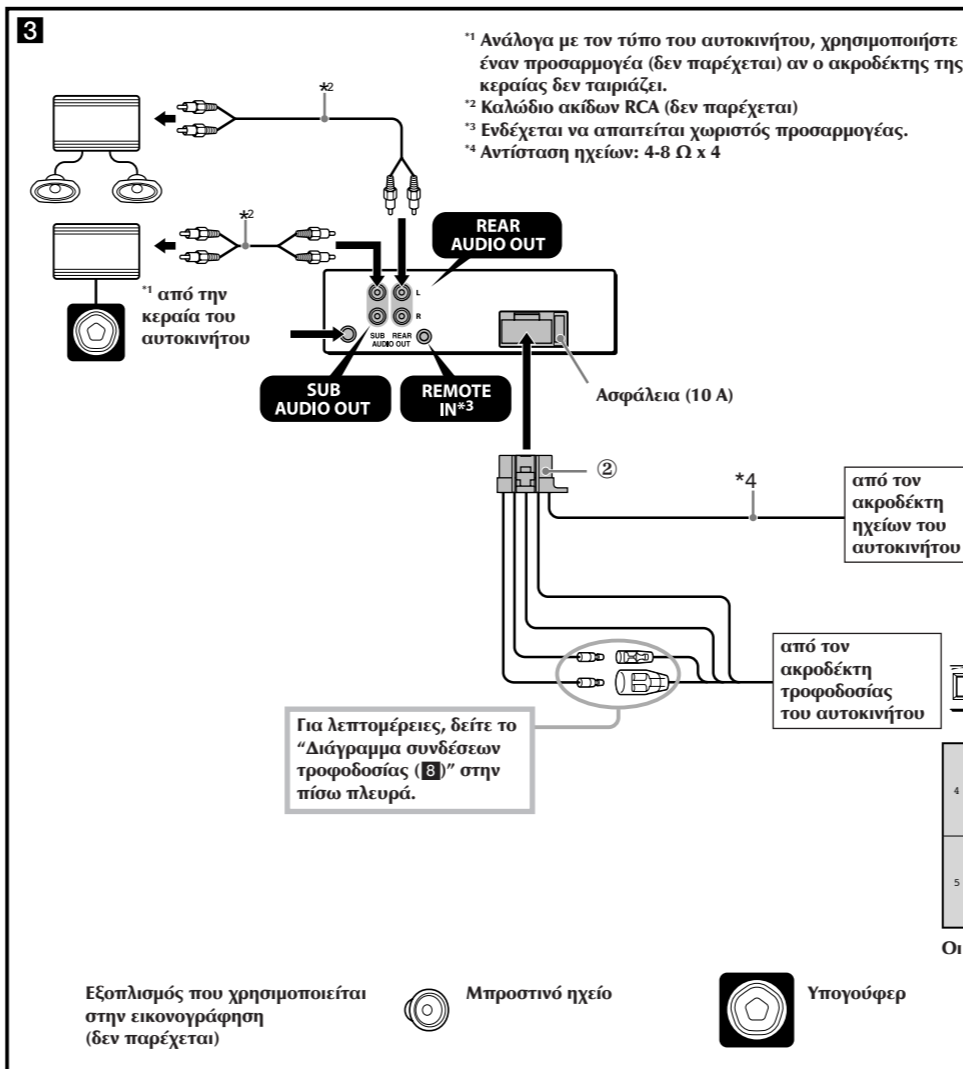 3
*1 Ανάλογα με τον τύπο του αυτοκινήτου, χρησιμοποιήστε
έναν προσαρμογέα (δεν παρέχεται) αν ο ακροδέκτης της
κεραίας δεν ταιριάζει.
*2 Καλώδιο ακίδων RCA (δεν παρέχεται)
*3 Ενδέχεται να απαιτείται χωριστός προσαρμογέας.
*4 Αντίσταση ηχείων: 4-8 Ω x 4
*2
*2
REAR
AUDIO OUT
*1 από την
κεραία του
αυτοκινήτου
L
R
SUB REAR
AUDIO OUT
SUB
AUDIO OUT
REMOTE
IN*3
Ασφάλεια (10 A)
②
*4
από τον
ακροδέκτη
ηχείων του
αυτοκινήτου
από τον
ακροδέκτη
τροφοδοσίας
του αυτοκινήτου
Για λεπτομέρειες, δείτε το
“Διάγραμμα συνδέσεων
τροφοδοσίας (8)” στην
πίσω πλευρά.
4
5
Οι
Εξοπλισμός που χρησιμοποιείται
στην εικονογράφηση
(δεν παρέχεται)
Μπροστινό ηχείο
Υπογούφερ